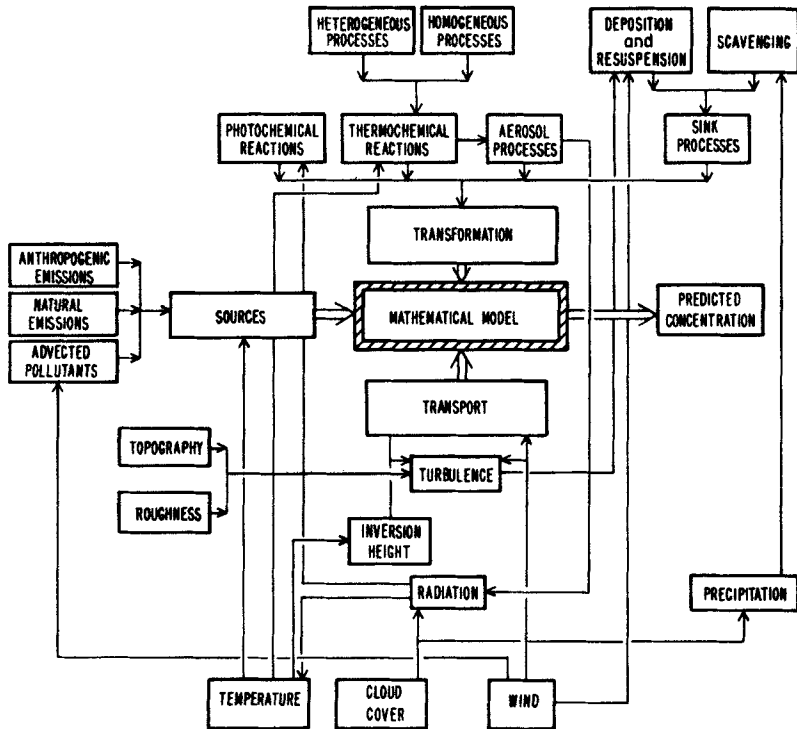 HETEROGENEOUS
PROCESSES
HOMOGENEOUS
PROCESSES
DEPOSITION
and
RESUSPENSION
SCAVENGING
PHOTOCHEMICAL
REACTIONS
THERMOCHEMICAL
REACTIONS
AEROSOL
PROCESSES
SINK
PROCESSES
TRANSFORMATION
ANTHROPOGENIC
EMISSIONS
NATURAL
EMISSIONS
ADVECTED
POLLUTANTS
SOURCES
MATHEMATICAL MODEL
PREDICTED
CONCENTRATION
TRANSPORT
TOPOGRAPHY
TURBULENCE
ROUGHNESS
INVERSION
HEIGHT
RADIATION
PRECIPITATION
TEMPERATURE
CLOUD
COVER
WIND